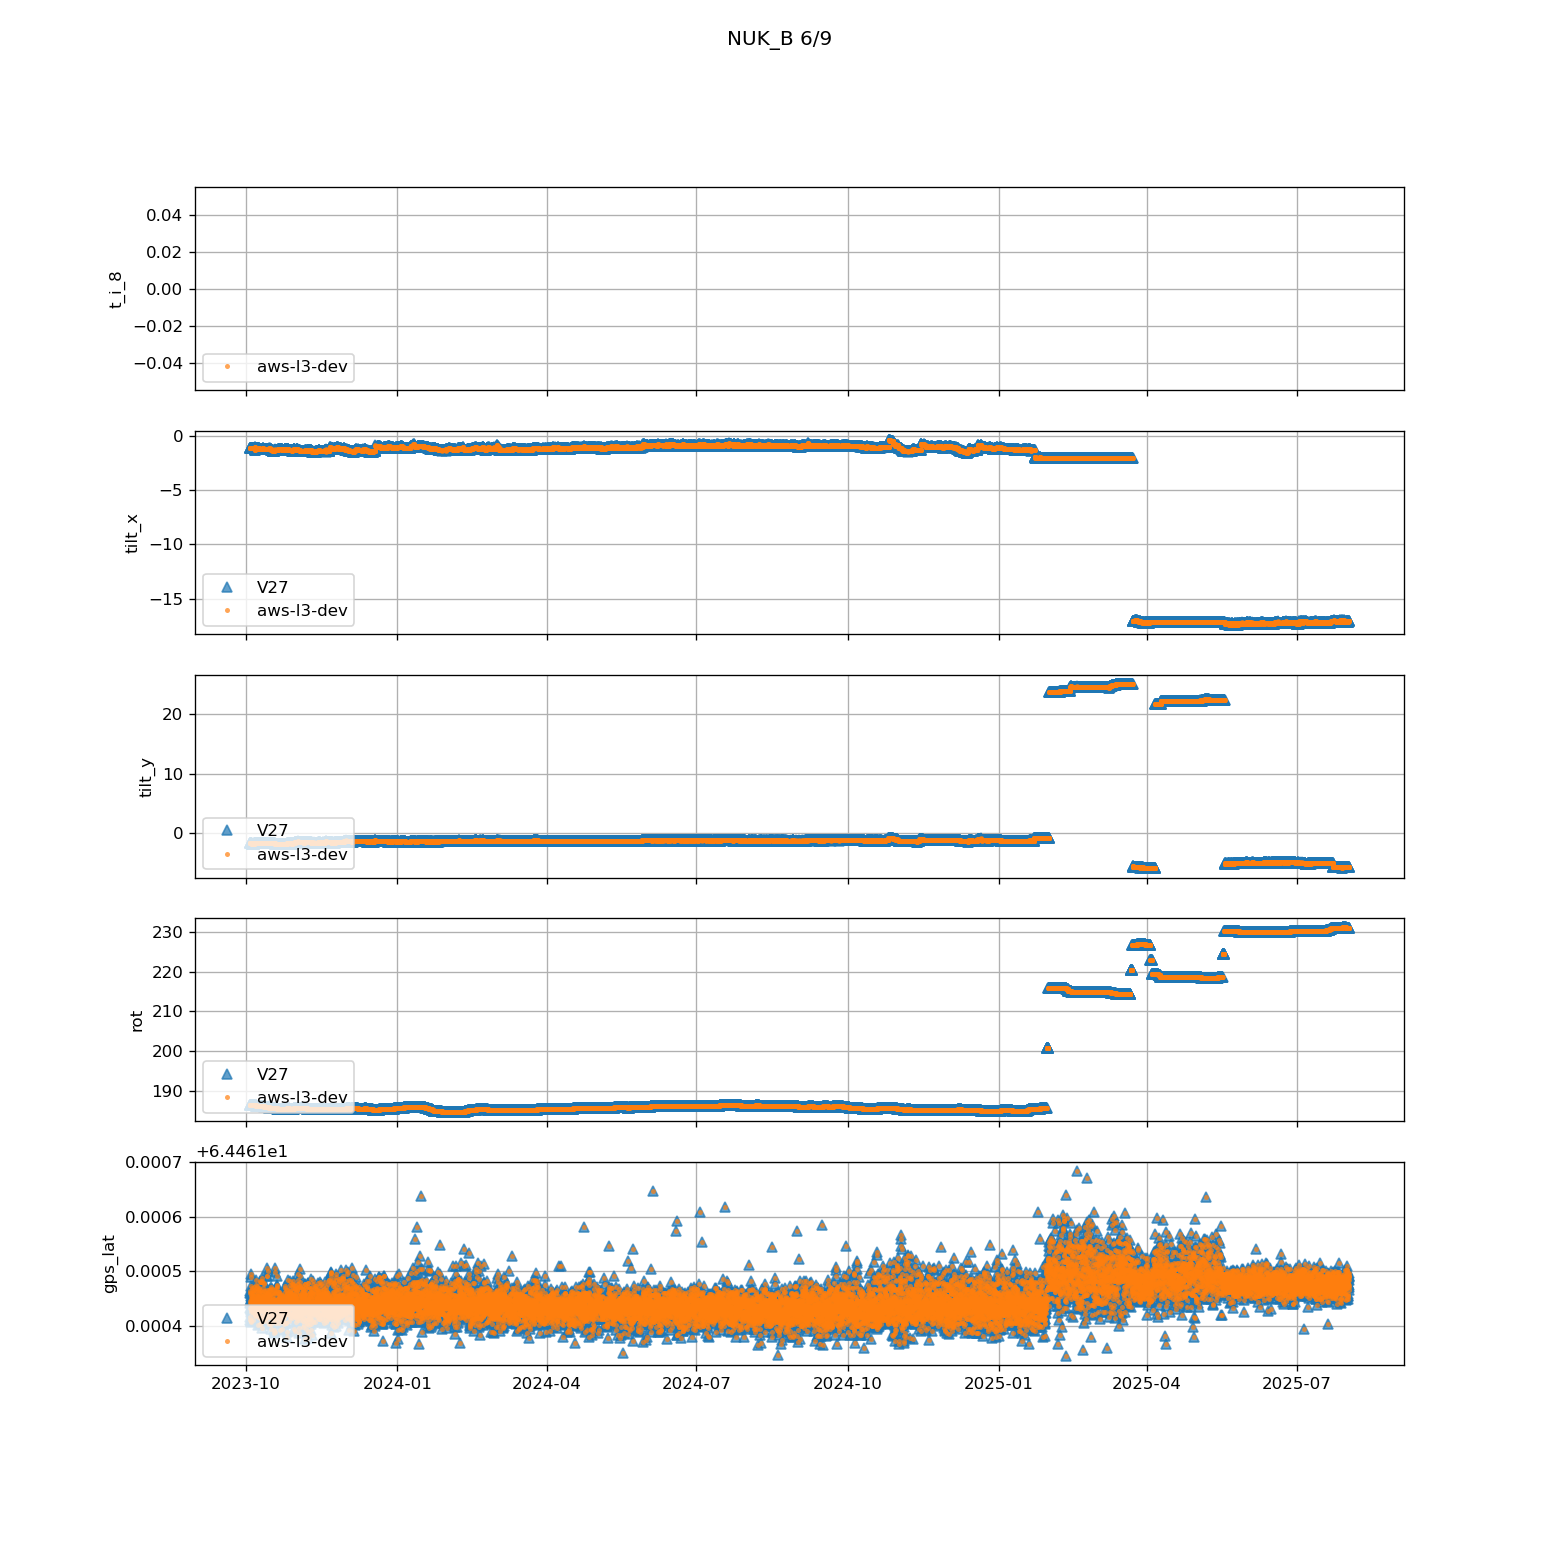 NUK_B 6/9
0.04
0.02
0.00
−0.02
−0.04
t_i_8
aws-l3-dev
0
−5
−10
−15
tilt_x
V27
aws-l3-dev
20
10
0
tilt_y
V27
aws-l3-dev
230
220
210
200
190
rot
V27
aws-l3-dev
+6.4461e1
0.0007
0.0006
0.0005
0.0004
gps_lat
V27
aws-l3-dev
2023-10 2024-01 2024-04 2024-07 2024-10 2025-01 2025-04 2025-07